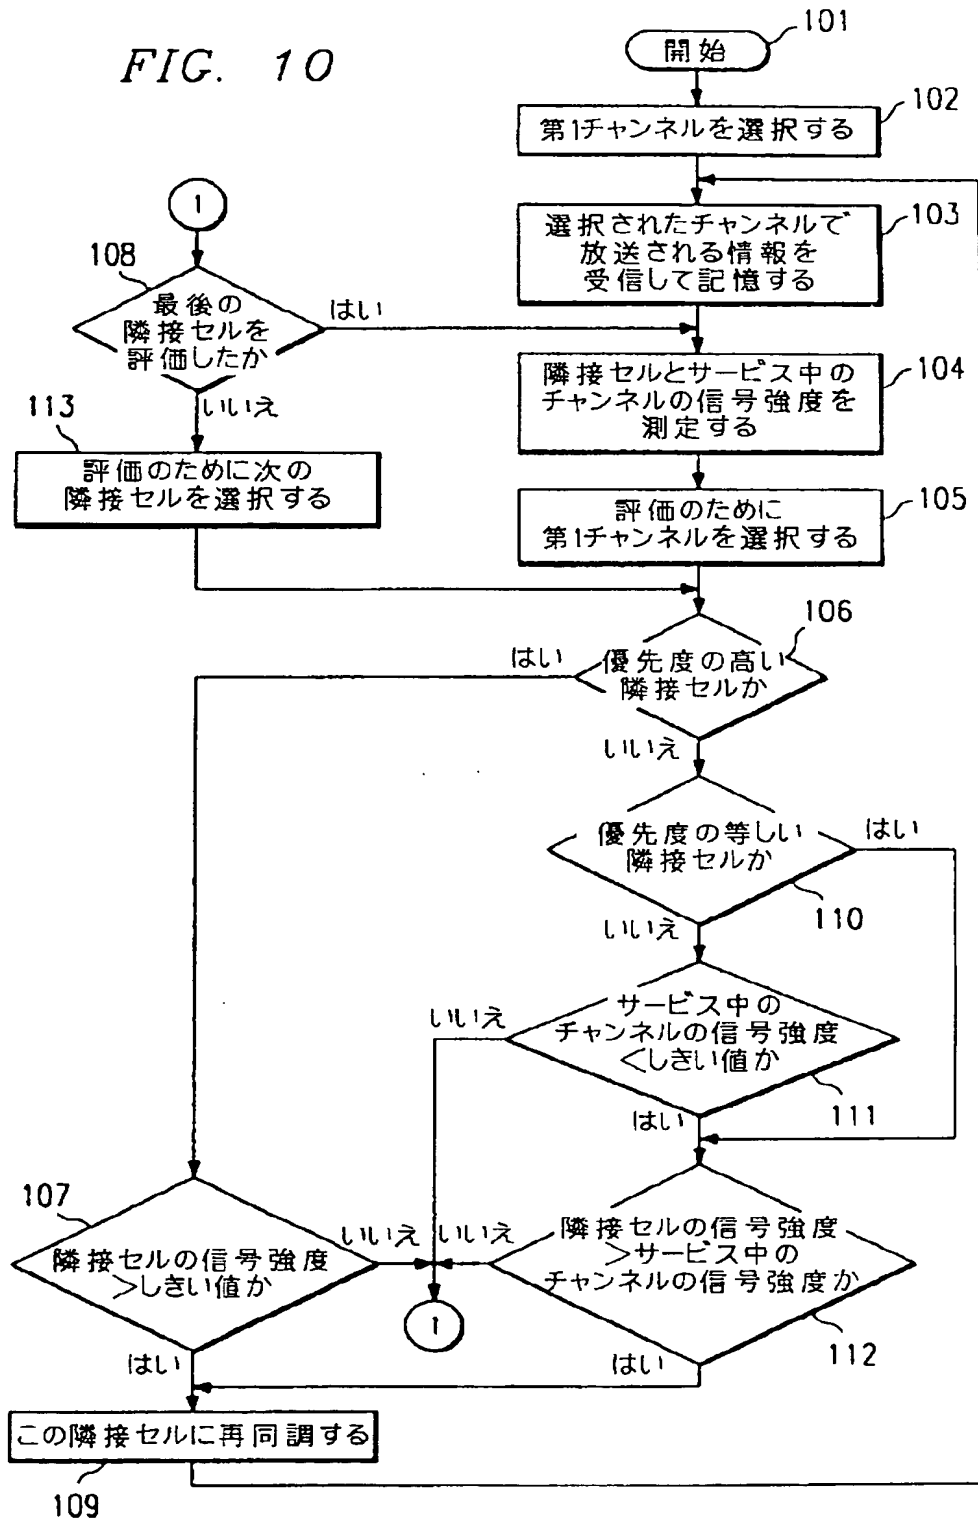 FIG. 10
101
開始
102
第1チャンネルを選択する
103
選択されたチャンネルで
放送される情報を
受信して記憶する
1
108
最後の
隣接セルを
評価したか
はい
いいえ
104
隣接セルとサービス中の
チャンネルの信号強度を
測定する
113
評価のために次の
隣接セルを選択する
105
評価のために
第1チャンネルを選択する
106
はい
優先度の高い
隣接セルか
いいえ
優先度の等しい
隣接セルか
はい
110
いいえ
サービス中の
チャンネルの信号強度
<しきい値か
いいえ
111
はい
107
隣接セルの信号強度
>しきい値か
いいえ
いいえ
隣接セルの信号強度
>サービス中の
チャンネルの信号強度か
1
112
はい
はい
この隣接セルに再同調する
109